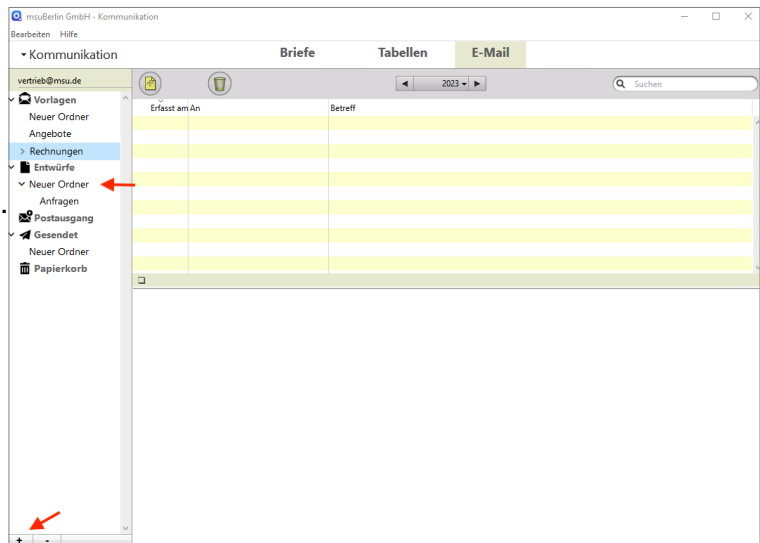 msuBerlin GmbH - Kommunikation
Bearbeiten Hilfe
Kommunikation
Briefe Tabellen E-Mail
vertrieb@msu.de
2023
Suchen
Erfasst am An Betreff
Vorlagen
Neuer Ordner
Angebote
Rechnungen
Entwürfe
Neuer Ordner
Anfragen
Postausgang
Gesendet
Neuer Ordner
Papierkorb
+ -